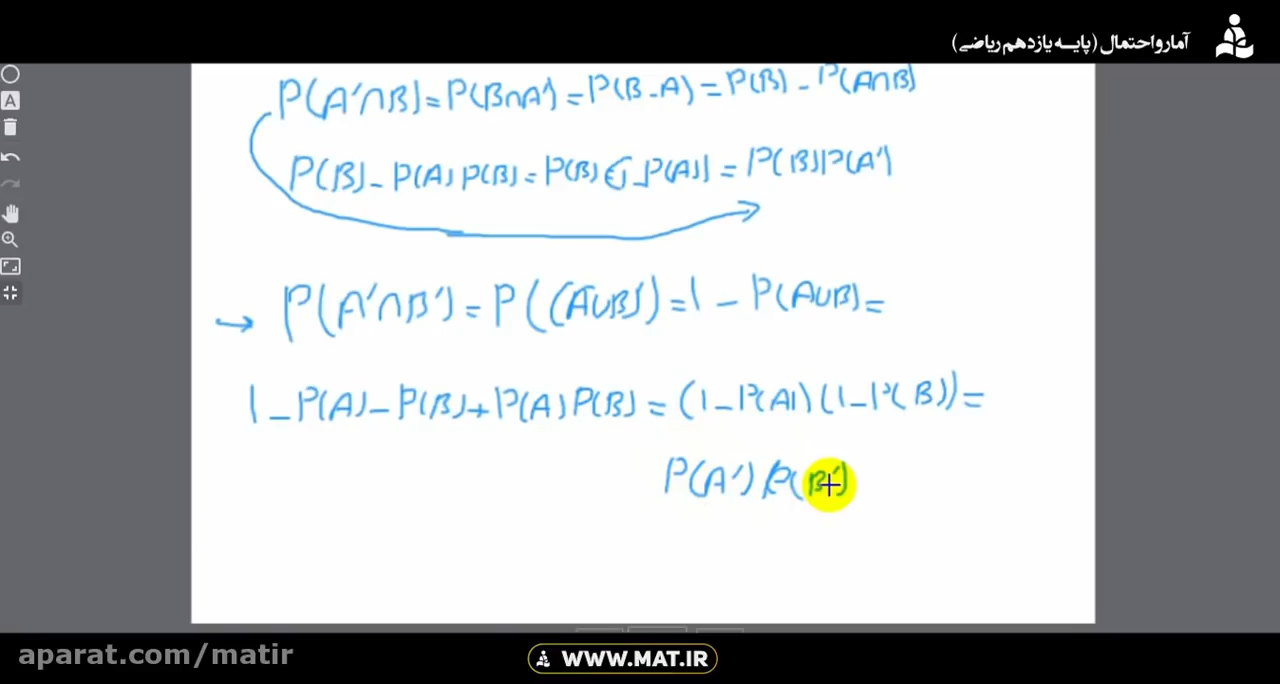 آمار و احتمال (پایه یازدهم ریاضی)
A
P(A'∩B) = P(B∩A') = P(B-A) = P(B) - P(A∩B)
P(B) - P(A) P(B) = P(B) (1-P(A)) = P(B)P(A')
→ P(A'∩B') = P((A∪B)') = 1 - P(A∪B) =
1 - P(A) - P(B) + P(A) P(B) = (1-P(A)) (1-P(B)) =
P(A') P(B')
aparat.com/matir
WWW.MAT.IR